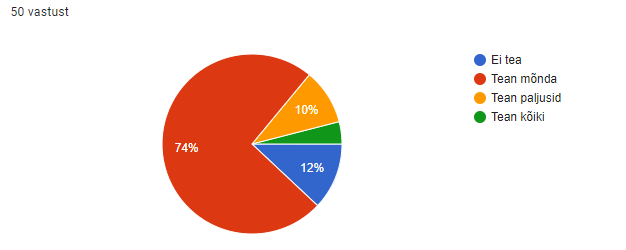 50 vastust
Ei tea
Tean mõnda
Tean paljusid
Tean kõiki
10%
74%
12%